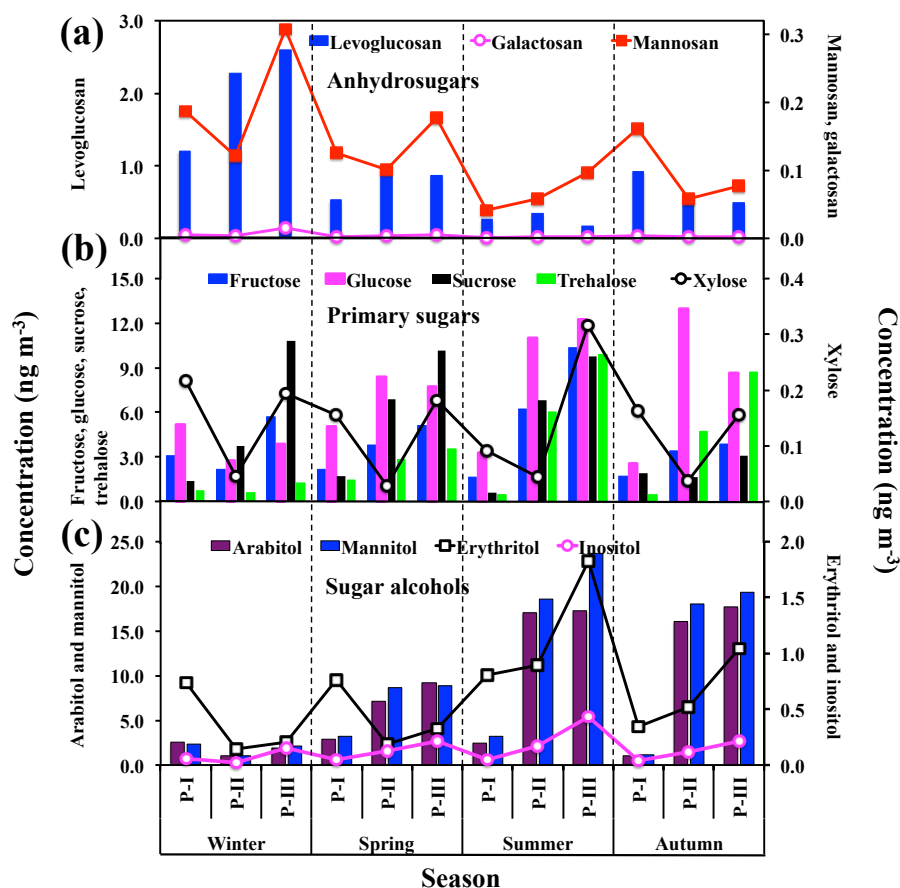 (a)
3.0
2.0
1.0
0.0
Levoglucosan
Levoglucosan
Galactosan
Mannosan
Anhydrosugars
0.3
0.2
0.1
0.0
Mannosan, galactosan
(b)
15.0
12.0
9.0
6.0
3.0
0.0
Fructose, glucose, sucrose,
trehalose
Fructose
Glucose
Sucrose
Trehalose
Xylose
Primary sugars
0.4
0.3
0.2
0.1
0.0
Xylose
Concentration (ng m-3)
Concentration (ng m-3)
(c)
25.0
20.0
15.0
10.0
5.0
0.0
Arabitol and mannitol
Arabitol
Mannitol
Erythritol
Inositol
Sugar alcohols
2.0
1.5
1.0
0.5
0.0
Erythritol and
inositol
P-I
P-II
P-III
P-I
P-II
P-III
P-I
P-II
P-III
P-I
P-II
P-III
Winter
Spring
Summer
Autumn
Season